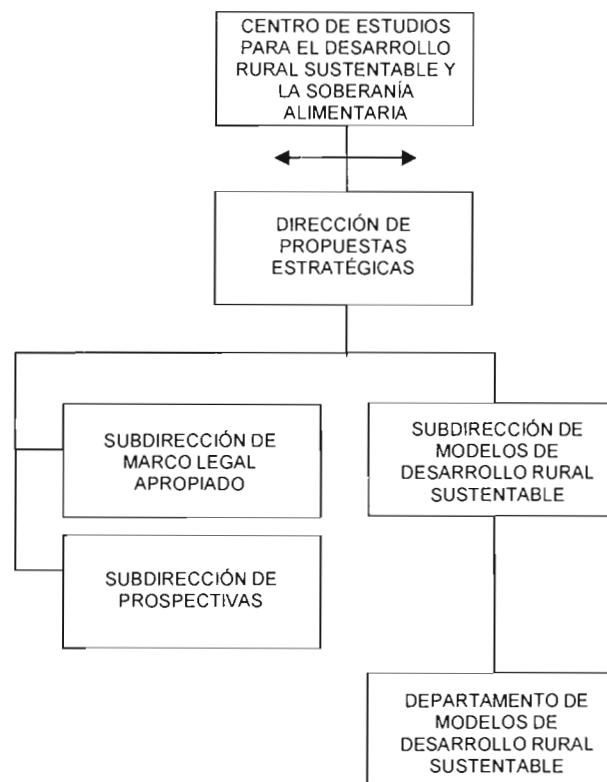 CENTRO DE ESTUDIOS
PARA EL DESARROLLO
RURAL SUSTENTABLE Y
LA SOBERANÍA
ALIMENTARIA
DIRECCIÓN DE
PROPUESTAS
ESTRATÉGICAS
SUBDIRECCIÓN DE
MARCO LEGAL
APROPIADO
SUBDIRECCIÓN DE
MODELOS DE
DESARROLLO RURAL
SUSTENTABLE
SUBDIRECCIÓN DE
PROSPECTIVAS
DEPARTAMENTO DE
MODELOS DE
DESARROLLO RURAL
SUSTENTABLE